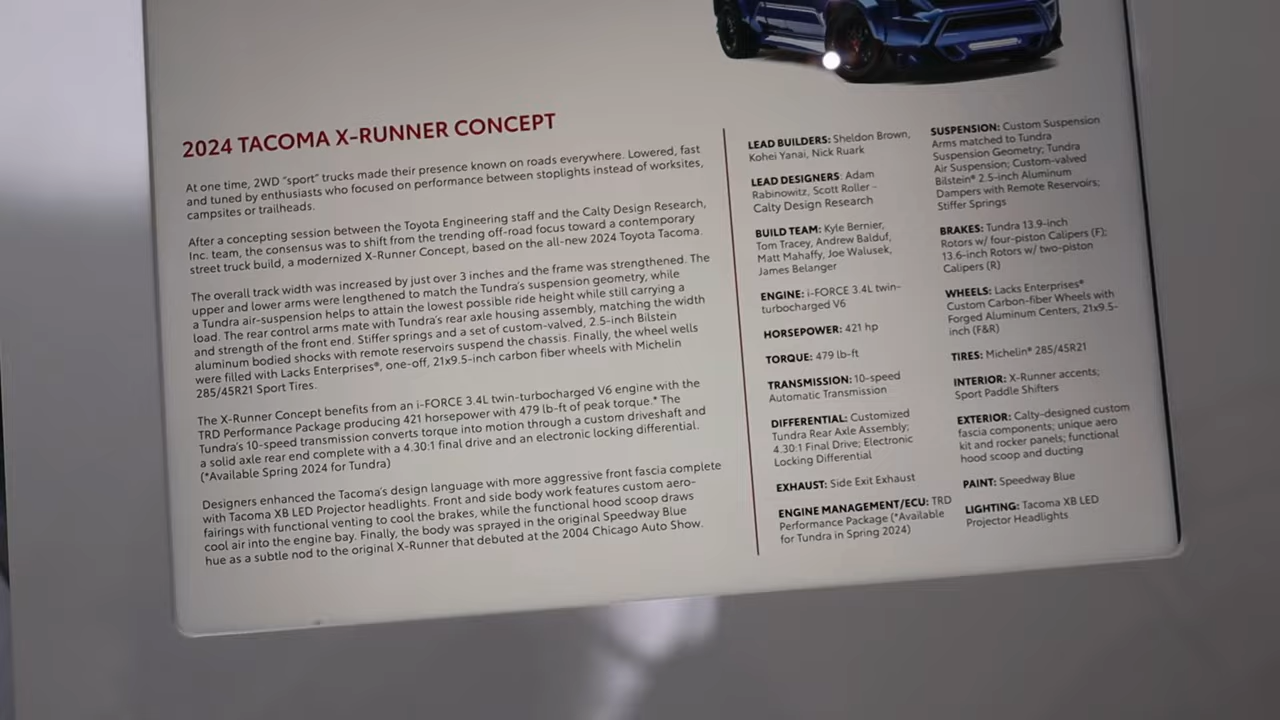 2024 TACOMA X-RUNNER CONCEPT
At one time, 2WD “sport” trucks made their presence known on roads everywhere. Lowered, fast
and tuned by enthusiasts who focused on performance between stoplights instead of worksites,
campsites or trailheads.
After a concepting session between the Toyota Engineering staff and the Calty Design Research,
Inc. team, the consensus was to shift from the trending off-road focus toward a contemporary
street truck build, a modernized X-Runner Concept, based on the all-new 2024 Toyota Tacoma.
The overall track width was increased by just over 3 inches and the frame was strengthened. The
upper and lower arms were lengthened to match the Tundra’s suspension geometry, while
a Tundra air-suspension helps to attain the lowest possible ride height while still carrying a
load. The rear control arms mate with Tundra’s rear axle housing assembly, matching the width
and strength of the front end. Stiffer springs and a set of custom-valved, 2.5-inch Bilstein
aluminum bodied shocks with remote reservoirs suspend the chassis. Finally, the wheel wells
were filled with Lacks Enterprises®, one-off, 21x9.5-inch carbon fiber wheels with Michelin
285/45R21 Sport Tires.
The X-Runner Concept benefits from an i-FORCE 3.4L twin-turbocharged V6 engine with the
TRD Performance Package producing 421 horsepower with 479 lb-ft of peak torque.* The
Tundra’s 10-speed transmission converts torque into motion through a custom driveshaft and
a solid axle rear end complete with a 4.30:1 final drive and an electronic locking differential.
(*Available Spring 2024 for Tundra)
Designers enhanced the Tacoma’s design language with more aggressive front fascia complete
with Tacoma XB LED Projector headlights. Front and side body work features custom aero-
fairings with functional venting to cool the brakes, while the functional hood scoop draws
cool air into the engine bay. Finally, the body was sprayed in the original Speedway Blue
hue as a subtle nod to the original X-Runner that debuted at the 2004 Chicago Auto Show.
LEAD BUILDERS: Sheldon Brown,
Kohei Yanai, Nick Ruark
LEAD DESIGNERS: Adam
Rabinowitz, Scott Roller -
Calty Design Research
BUILD TEAM: Kyle Bernier,
Tom Tracey, Andrew Balduf,
Matt Mahaffy, Joe Walusek,
James Belanger
ENGINE: i-FORCE 3.4L twin-
turbocharged V6
HORSEPOWER: 421 hp
TORQUE: 479 lb-ft
TRANSMISSION: 10-speed
Automatic Transmission
DIFFERENTIAL: Customized
Tundra Rear Axle Assembly;
4.30:1 Final Drive; Electronic
Locking Differential
EXHAUST: Side Exit Exhaust
ENGINE MANAGEMENT/ECU: TRD
Performance Package (*Available
for Tundra in Spring 2024)
SUSPENSION: Custom Suspension
Arms matched to Tundra
Suspension Geometry; Tundra
Air Suspension; Custom-valved
Bilstein® 2.5-inch Aluminum
Dampers with Remote Reservoirs;
Stiffer Springs
BRAKES: Tundra 13.9-inch
Rotors w/ four-piston Calipers (F);
13.6-inch Rotors w/ two-piston
Calipers (R)
WHEELS: Lacks Enterprises®
Custom Carbon-fiber Wheels with
Forged Aluminum Centers, 21x9.5-
inch (F&R)
TIRES: Michelin® 285/45R21
INTERIOR: X-Runner accents;
Sport Paddle Shifters
EXTERIOR: Calty-designed custom
fascia components; unique aero
kit and rocker panels; functional
hood scoop and ducting
PAINT: Speedway Blue
LIGHTING: Tacoma XB LED
Projector Headlights